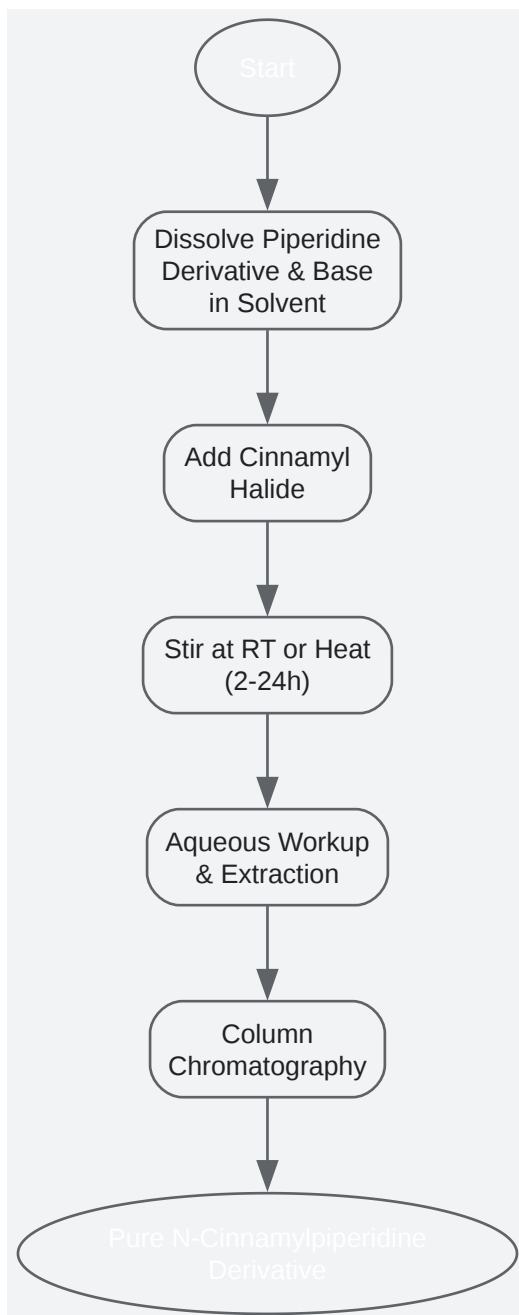 Start
Dissolve Piperidine
Derivative & Base
in Solvent
Add Cinnamyl
Halide
Stir at RT or Heat
(2-24h)
Aqueous Workup
& Extraction
Column
Chromatography
Pure N-Cinnamylpiperidine
Derivative